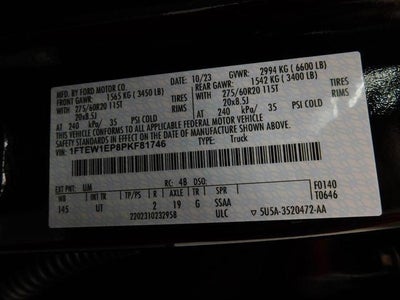 MFD. BY FORD MOTOR CO.
DATE: 10/23 GVWR: 2994 KG (6600 LB)
FRONT GAWR: 1565 KG (3450 LB) REAR GAWR: 1542 KG (3400 LB)
275/60R20 115T TIRES 275/60R20 115T TIRES
20x8.5J RIMS 20x8.5J RIMS
AT 240 kPa/ 35 PSI COLD AT 240 kPa/ 35 PSI COLD
THIS VEHICLE CONFORMS TO ALL APPLICABLE FEDERAL MOTOR VEHICLE
SAFETY STANDARDS IN EFFECT ON THE DATE OF MANUFACTURE SHOWN ABOVE.
VIN: 1FTEW1EP8PKF81746
TYPE: Truck
EXT PNT: UM RC: 48 DSO: F0140
WB TP/PS R AXLE TR SPR T0646
145 UT 2 19 G SSAA
2202310232958 ULC ▽ 5U5A-3520472-AA